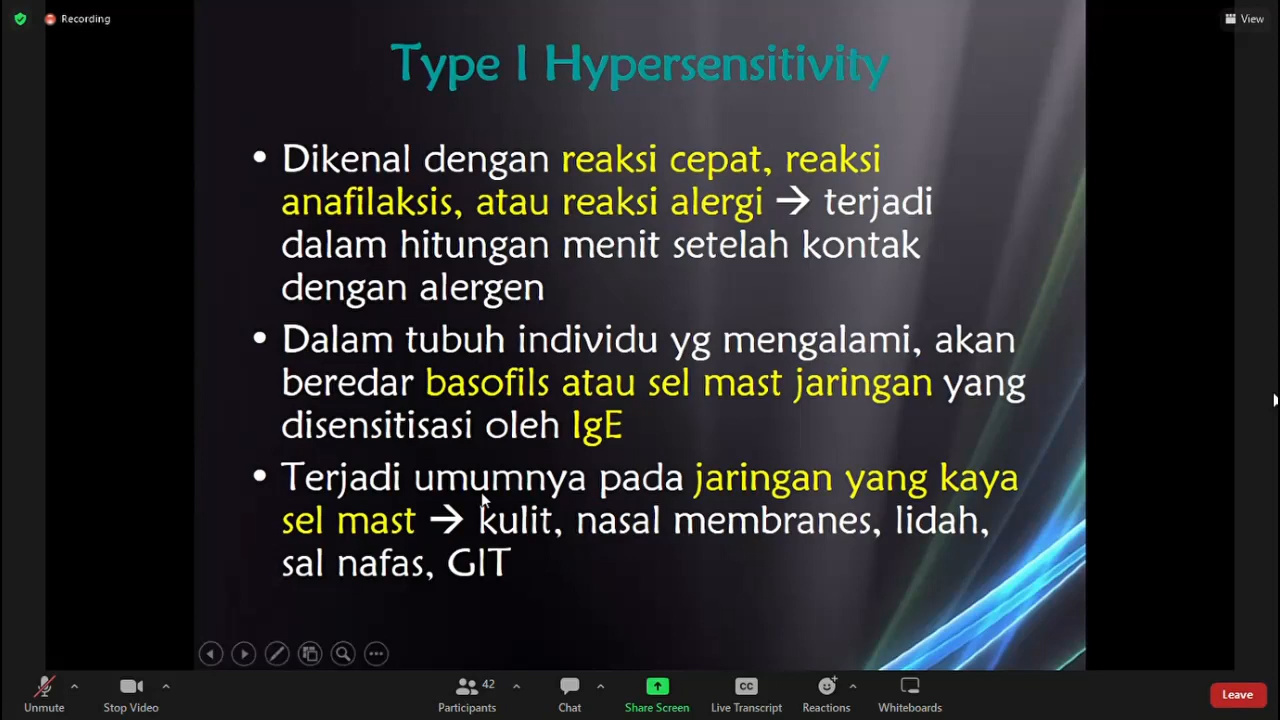 Recording
View
Type I Hypersensitivity
• Dikenal dengan reaksi cepat, reaksi
anafilaksis, atau reaksi alergi → terjadi
dalam hitungan menit setelah kontak
dengan alergen
• Dalam tubuh individu yg mengalami, akan
beredar basofils atau sel mast jaringan yang
disensitisasi oleh IgE
• Terjadi umumnya pada jaringan yang kaya
sel mast → kulit, nasal membranes, lidah,
sal nafas, GIT
Unmute
Stop Video
42
Participants
Chat
Share Screen
CC
Live Transcript
Reactions
Whiteboards
Leave